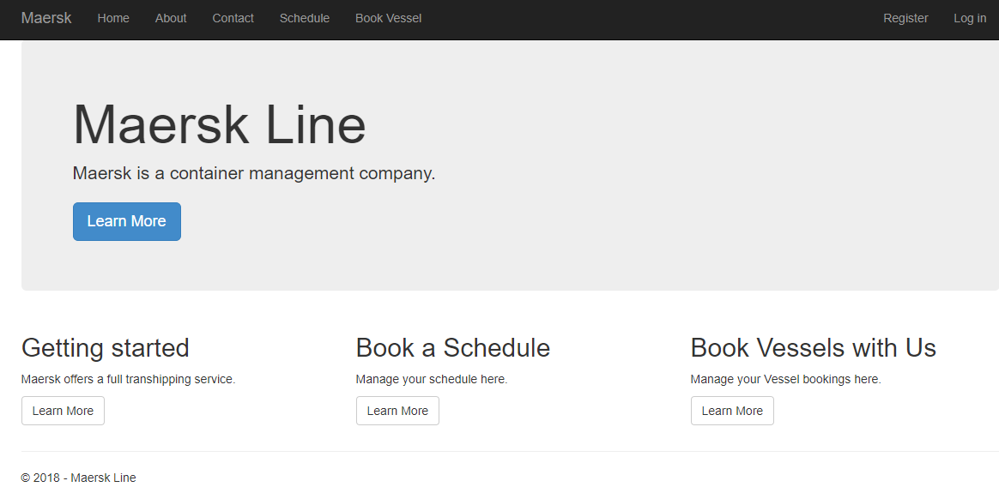 Maersk Home About Contact Schedule Book Vessel Register Log in
Maersk Line
Maersk is a container management company.
Learn More
Getting started
Maersk offers a full transhipping service.
Learn More
Book a Schedule
Manage your schedule here.
Learn More
Book Vessels with Us
Manage your Vessel bookings here.
Learn More
© 2018 - Maersk Line